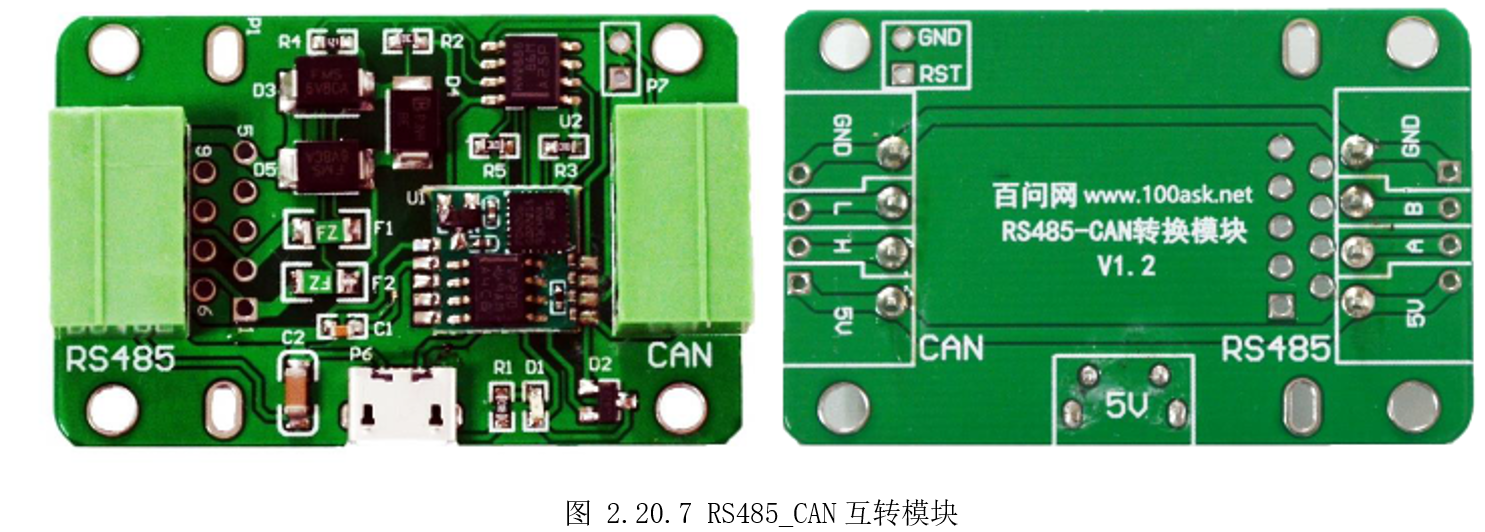 P1
R4
R2
D3
D4
P7
U2
R5
R3
D5
5
9
U1
F1
FZ
F2
FZ
6
1
C1
C2
P6
R1
D1
D2
RS485
CAN
GND
RST
GND
L
H
5V
GND
B
A
5V
百问网 www.100ask.net
RS485-CAN转换模块
V1.2
CAN
RS485
5V
图 2.20.7 RS485_CAN 互转模块